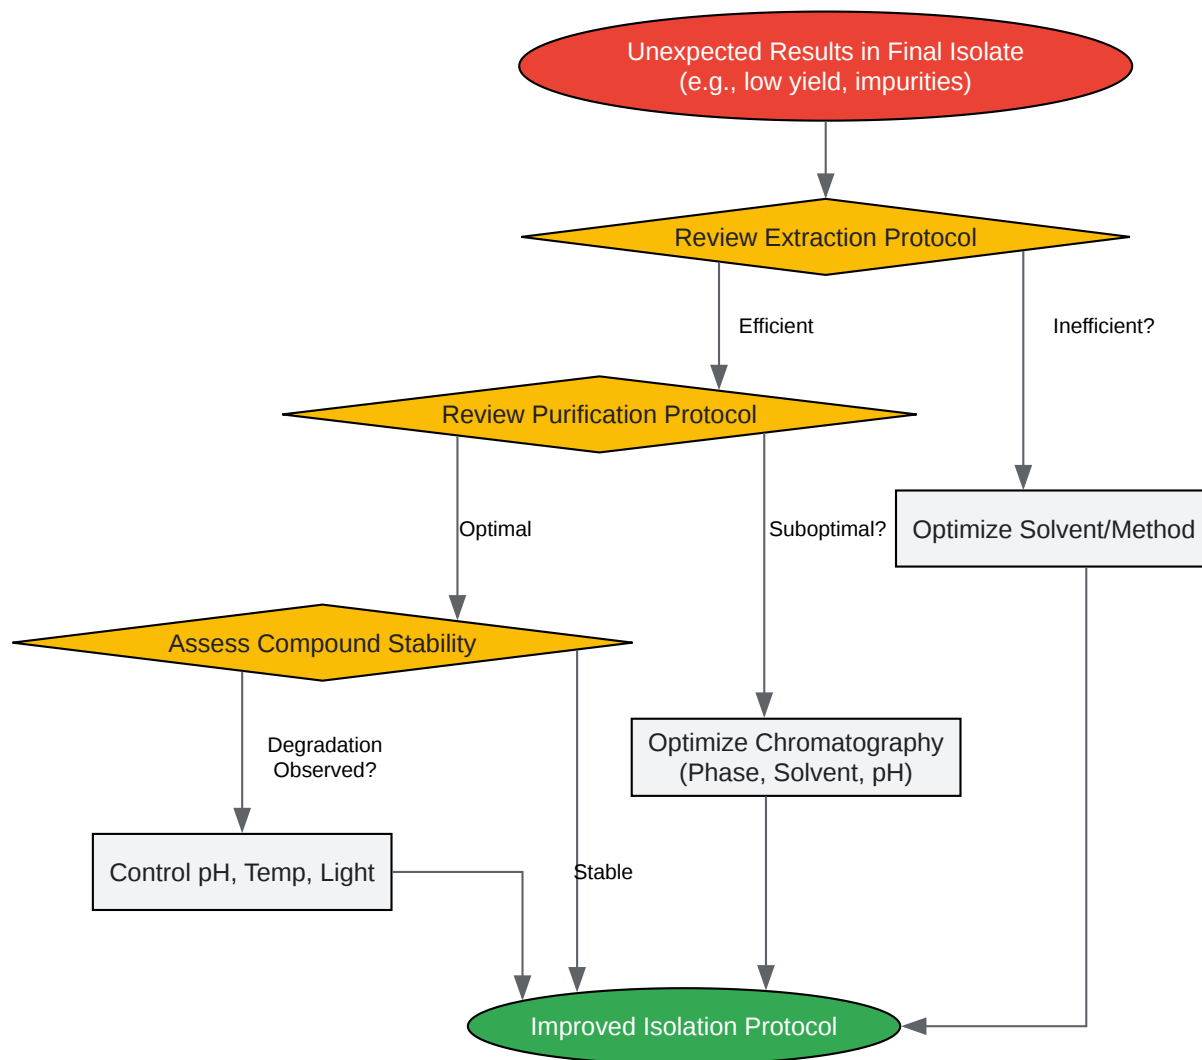 Unexpected Results in Final Isolate
(e.g., low yield, impurities)
Review Extraction Protocol
Efficient
Inefficient?
Review Purification Protocol
Optimal
Suboptimal?
Optimize Solvent/Method
Assess Compound Stability
Degradation
Observed?
Optimize Chromatography
(Phase, Solvent, pH)
Control pH, Temp, Light
Stable
Improved Isolation Protocol